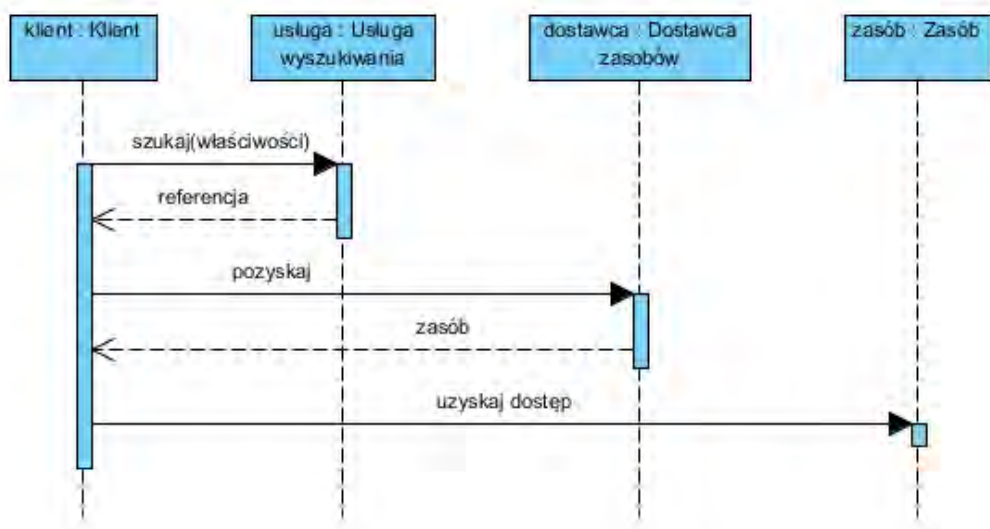 klient : Klient
usługa : Usługa
wyszukiwania
dostawca : Dostawca
zasobów
zasób : Zasób
szukaj(właściwości)
referencja
pozyskaj
zasób
uzyskaj dostęp